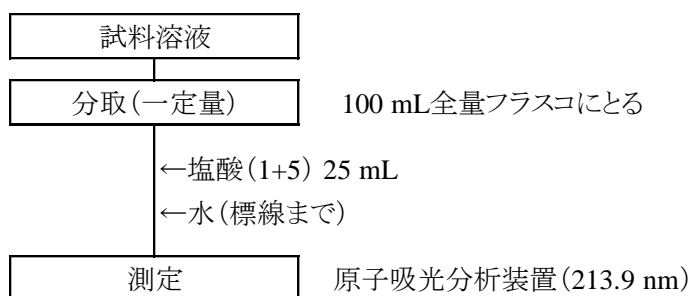 試料溶液
分取(一定量) 100 mL全量フラスコにとる
←塩酸(1+5) 25 mL
←水(標線まで)
測定 原子吸光分析装置(213.9 nm)